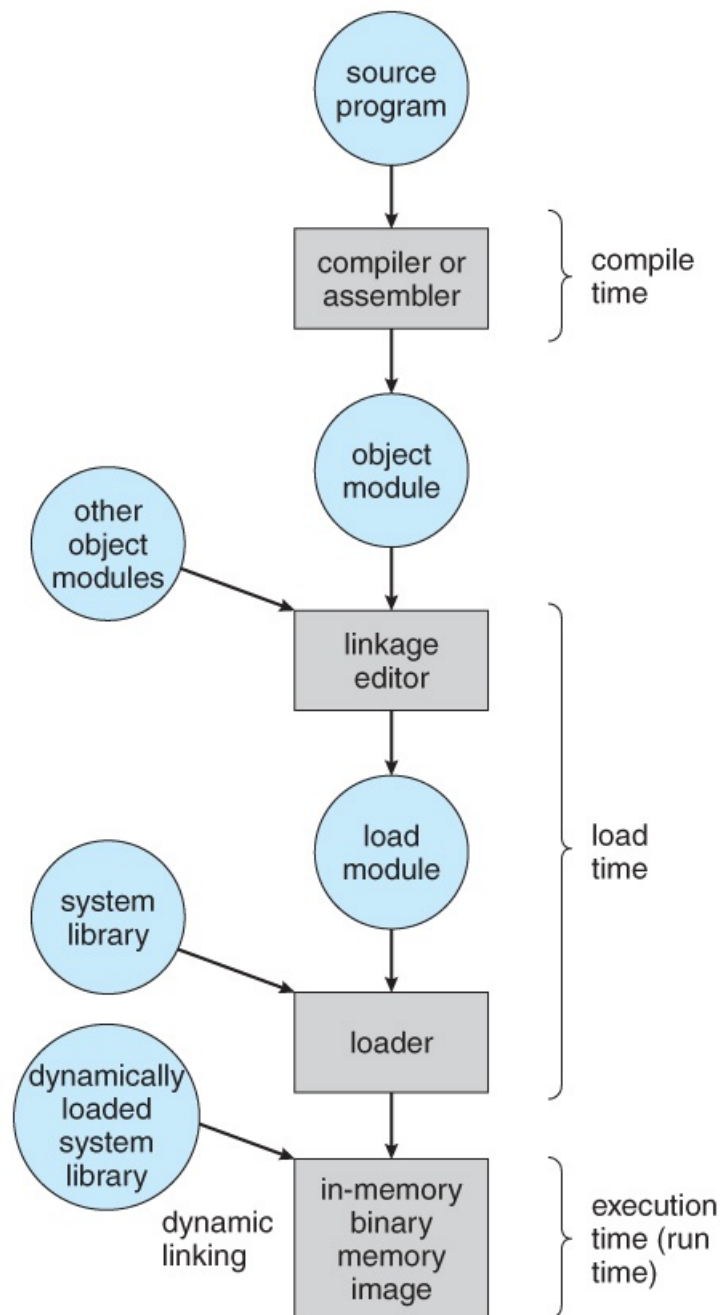 source
program
compiler or
assembler
compile
time
object
module
other
object
modules
linkage
editor
load
module
load
time
system
library
loader
dynamically
loaded
system
library
dynamic
linking
in-memory
binary
memory
image
execution
time (run
time)